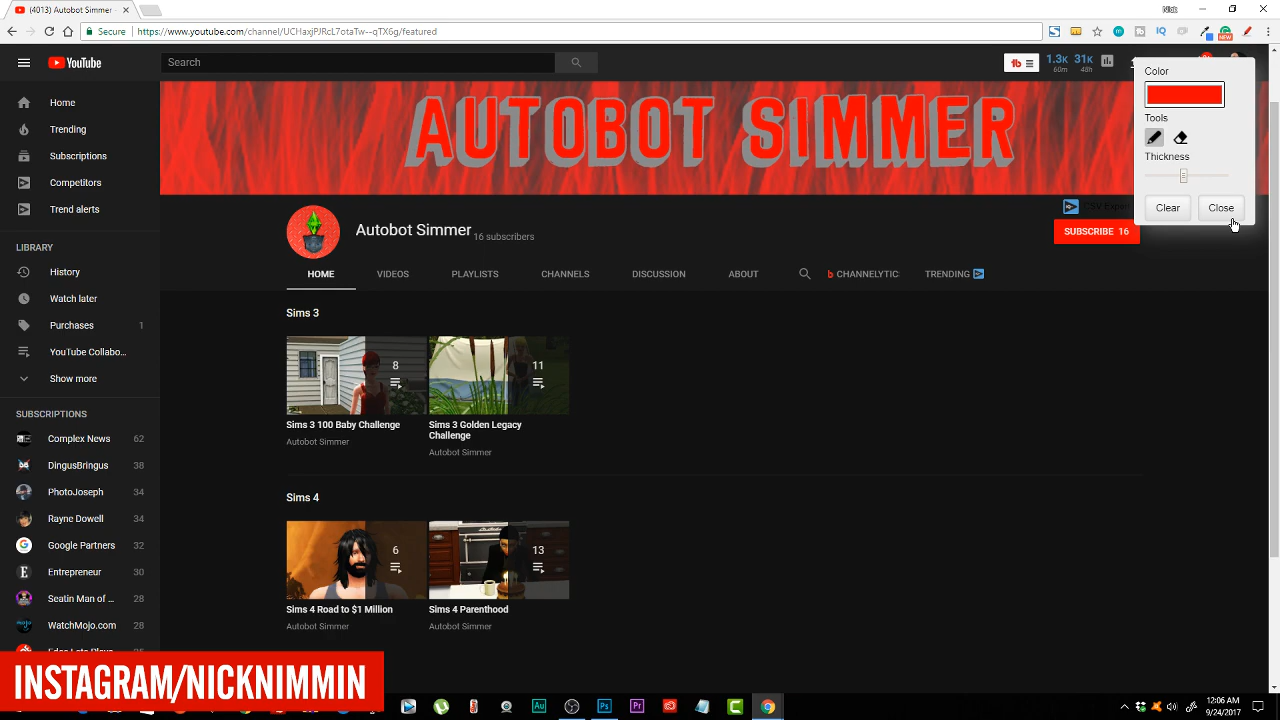 (4013) Autobot Simmer -
Nick
Secure
https://www.youtube.com/channel/UCHaxjPJRcL7otaTw--qTX6g/featured
YouTube
Search
1.3K
60m
31K
48h
Color
Tools
Thickness
Clear
Close
Home
Trending
Subscriptions
Competitors
Trend alerts
LIBRARY
History
Watch later
Purchases 1
YouTube Collabo...
Show more
SUBSCRIPTIONS
Complex News 62
DingusBringus 38
PhotoJoseph 34
Rayne Dowell 34
Google Partners 32
Entrepreneur 30
Seatin Man of ... 28
WatchMojo.com 28
AUTOBOT SIMMER
Autobot Simmer 16 subscribers
SUBSCRIBE 16
HOME
VIDEOS
PLAYLISTS
CHANNELS
DISCUSSION
ABOUT
CHANNELYTIC
TRENDING
Sims 3
8
11
Sims 3 100 Baby Challenge
Autobot Simmer
Sims 3 Golden Legacy
Challenge
Autobot Simmer
Sims 4
6
13
Sims 4 Road to $1 Million
Autobot Simmer
Sims 4 Parenthood
Autobot Simmer
INSTAGRAM/NICKNIMMIN
12:06 AM
9/24/2017